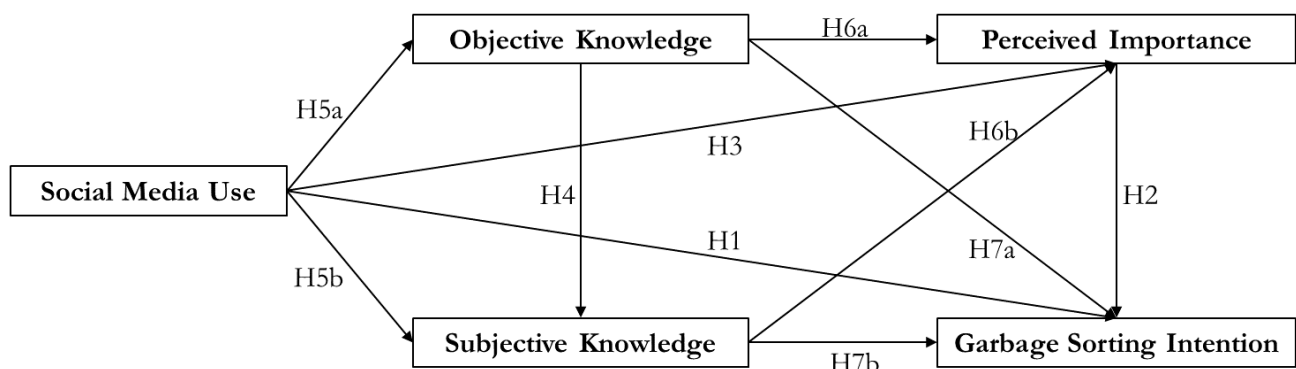 Objective Knowledge
H6a
Perceived Importance
H5a
H6b
H3
Social Media Use
H4
H2
H1
H7a
H5b
Subjective Knowledge
H7b
Garbage Sorting Intention